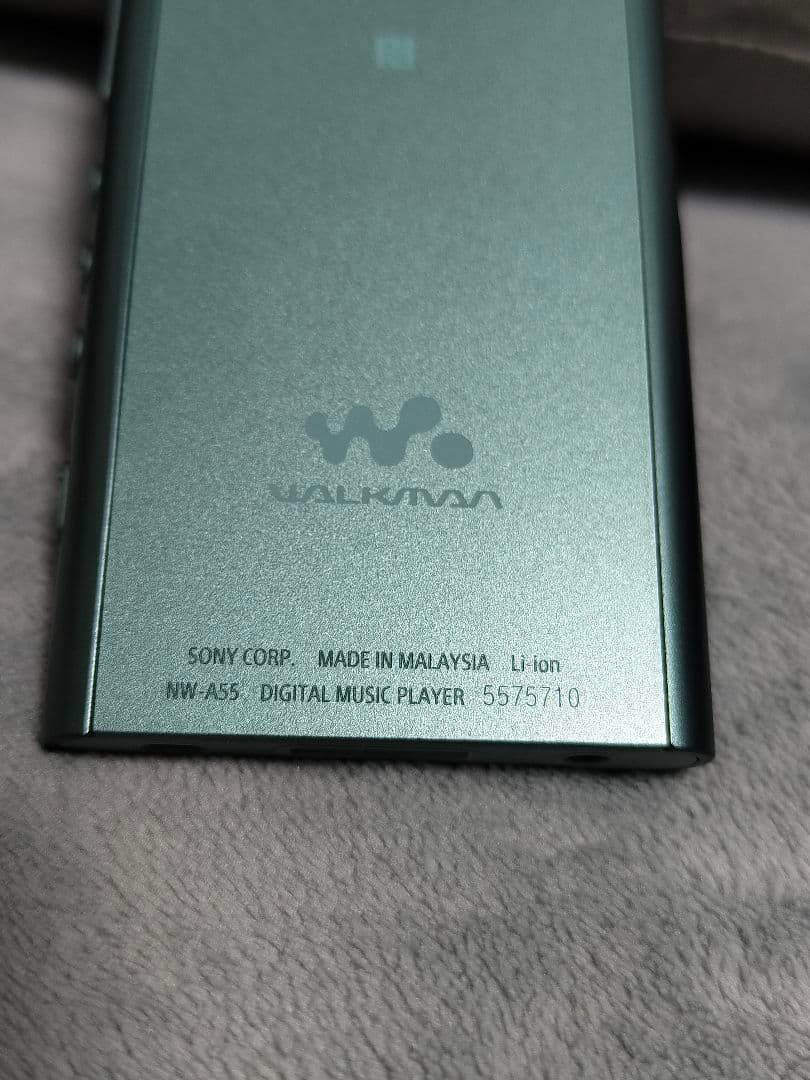 WALKMAN
SONY CORP. MADE IN MALAYSIA Li-ion
NW-A55 DIGITAL MUSIC PLAYER 5575710